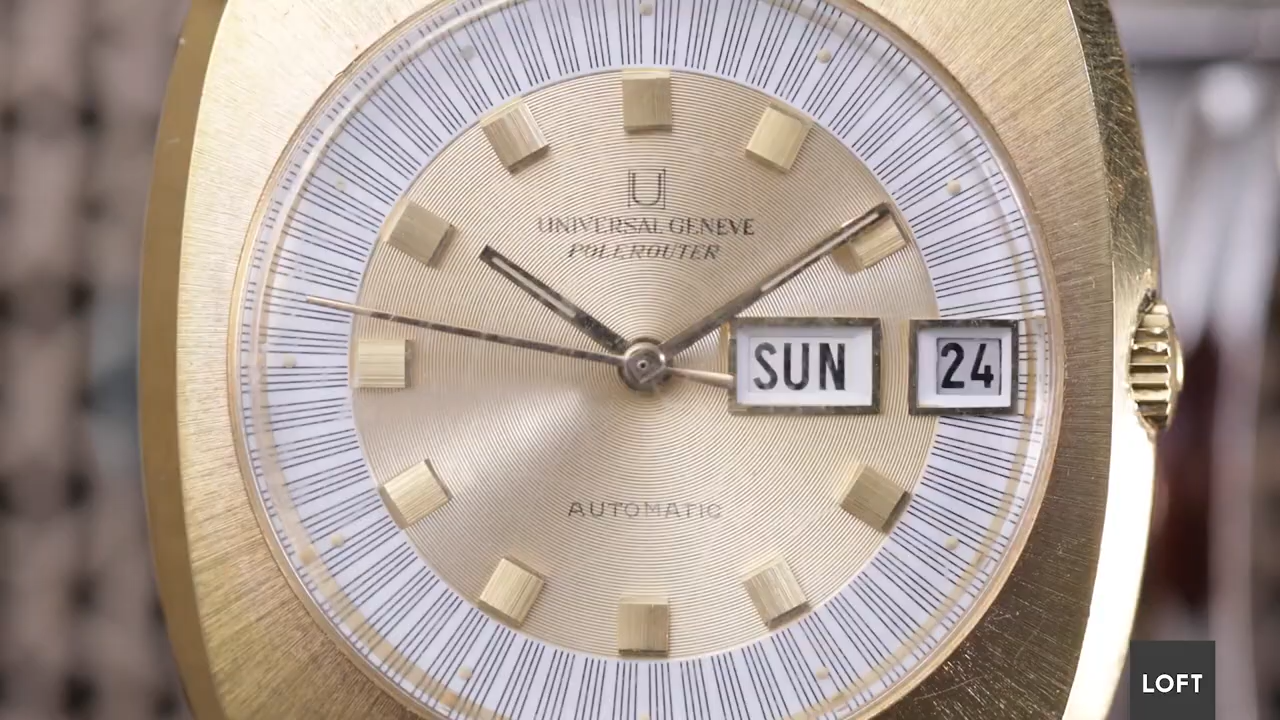 U
UNIVERSAL GENEVE
POLEROUTER
SUN 24
AUTOMATIC
LOFT